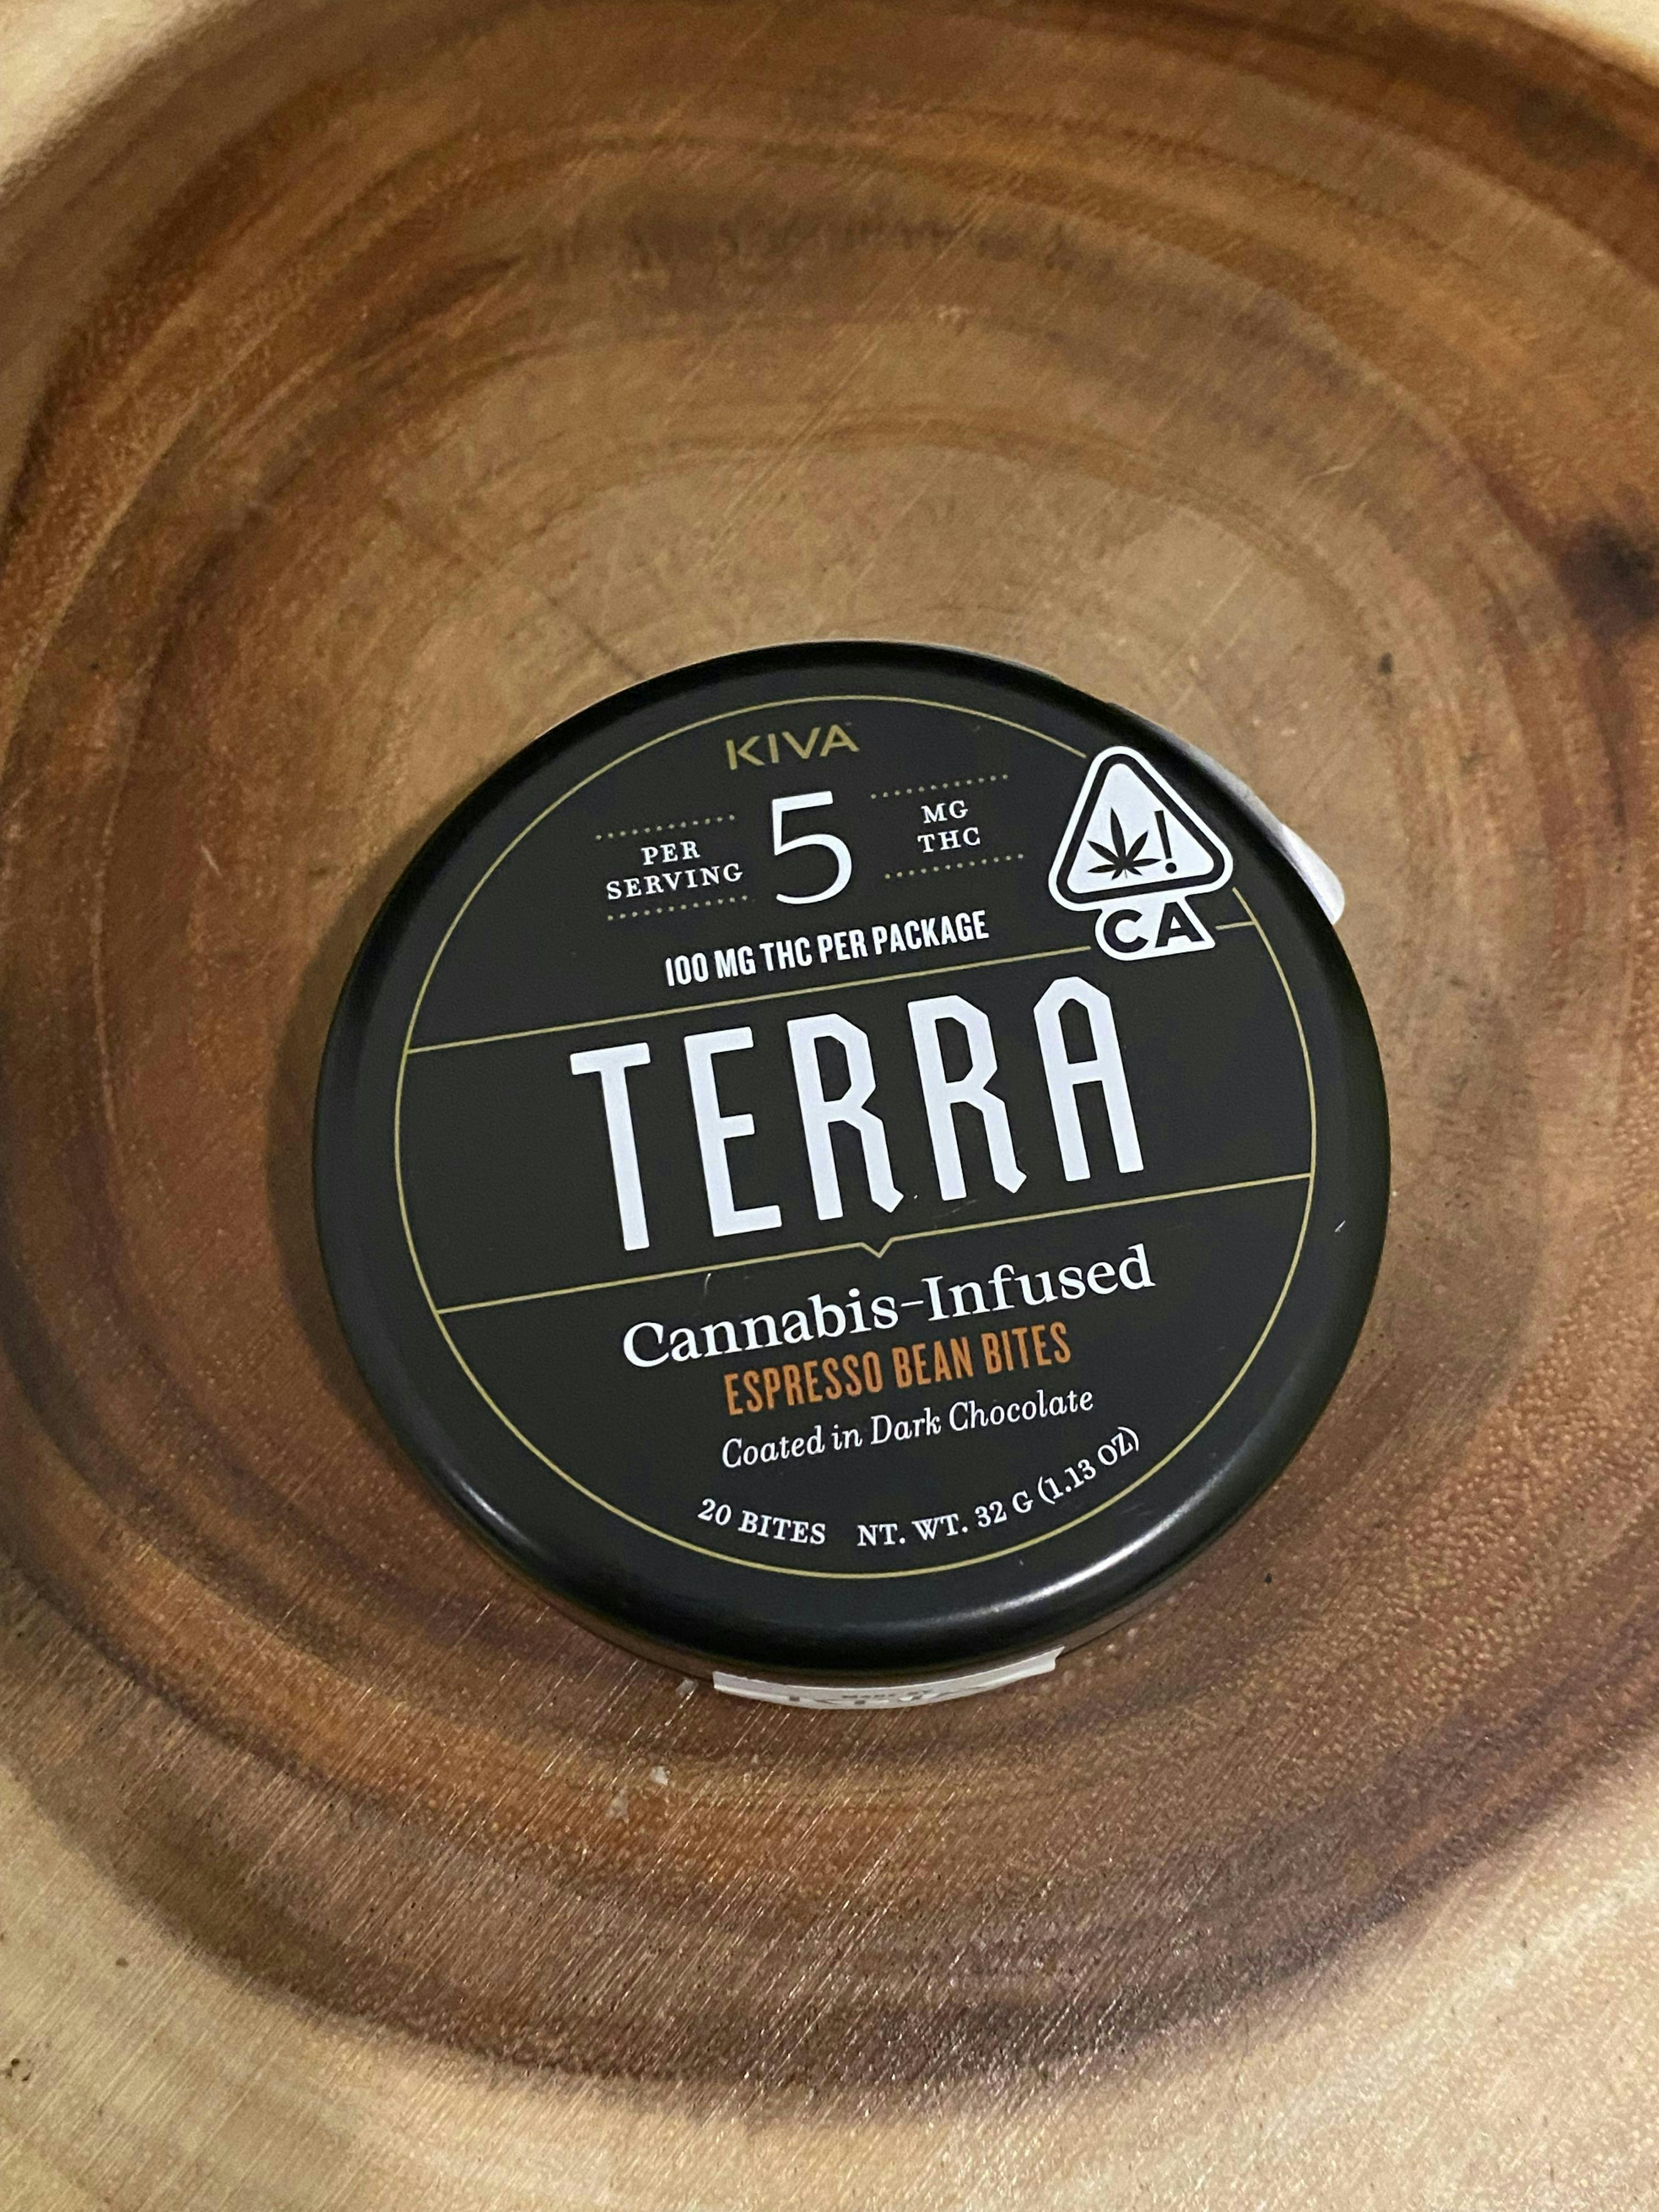 KIVA
PER
SERVING
5
MG
THC
100 MG THC PER PACKAGE
CA
TERRA
Cannabis-Infused
ESPRESSO BEAN BITES
Coated in Dark Chocolate
20 BITES NT. WT. 32 G (1.13 OZ)